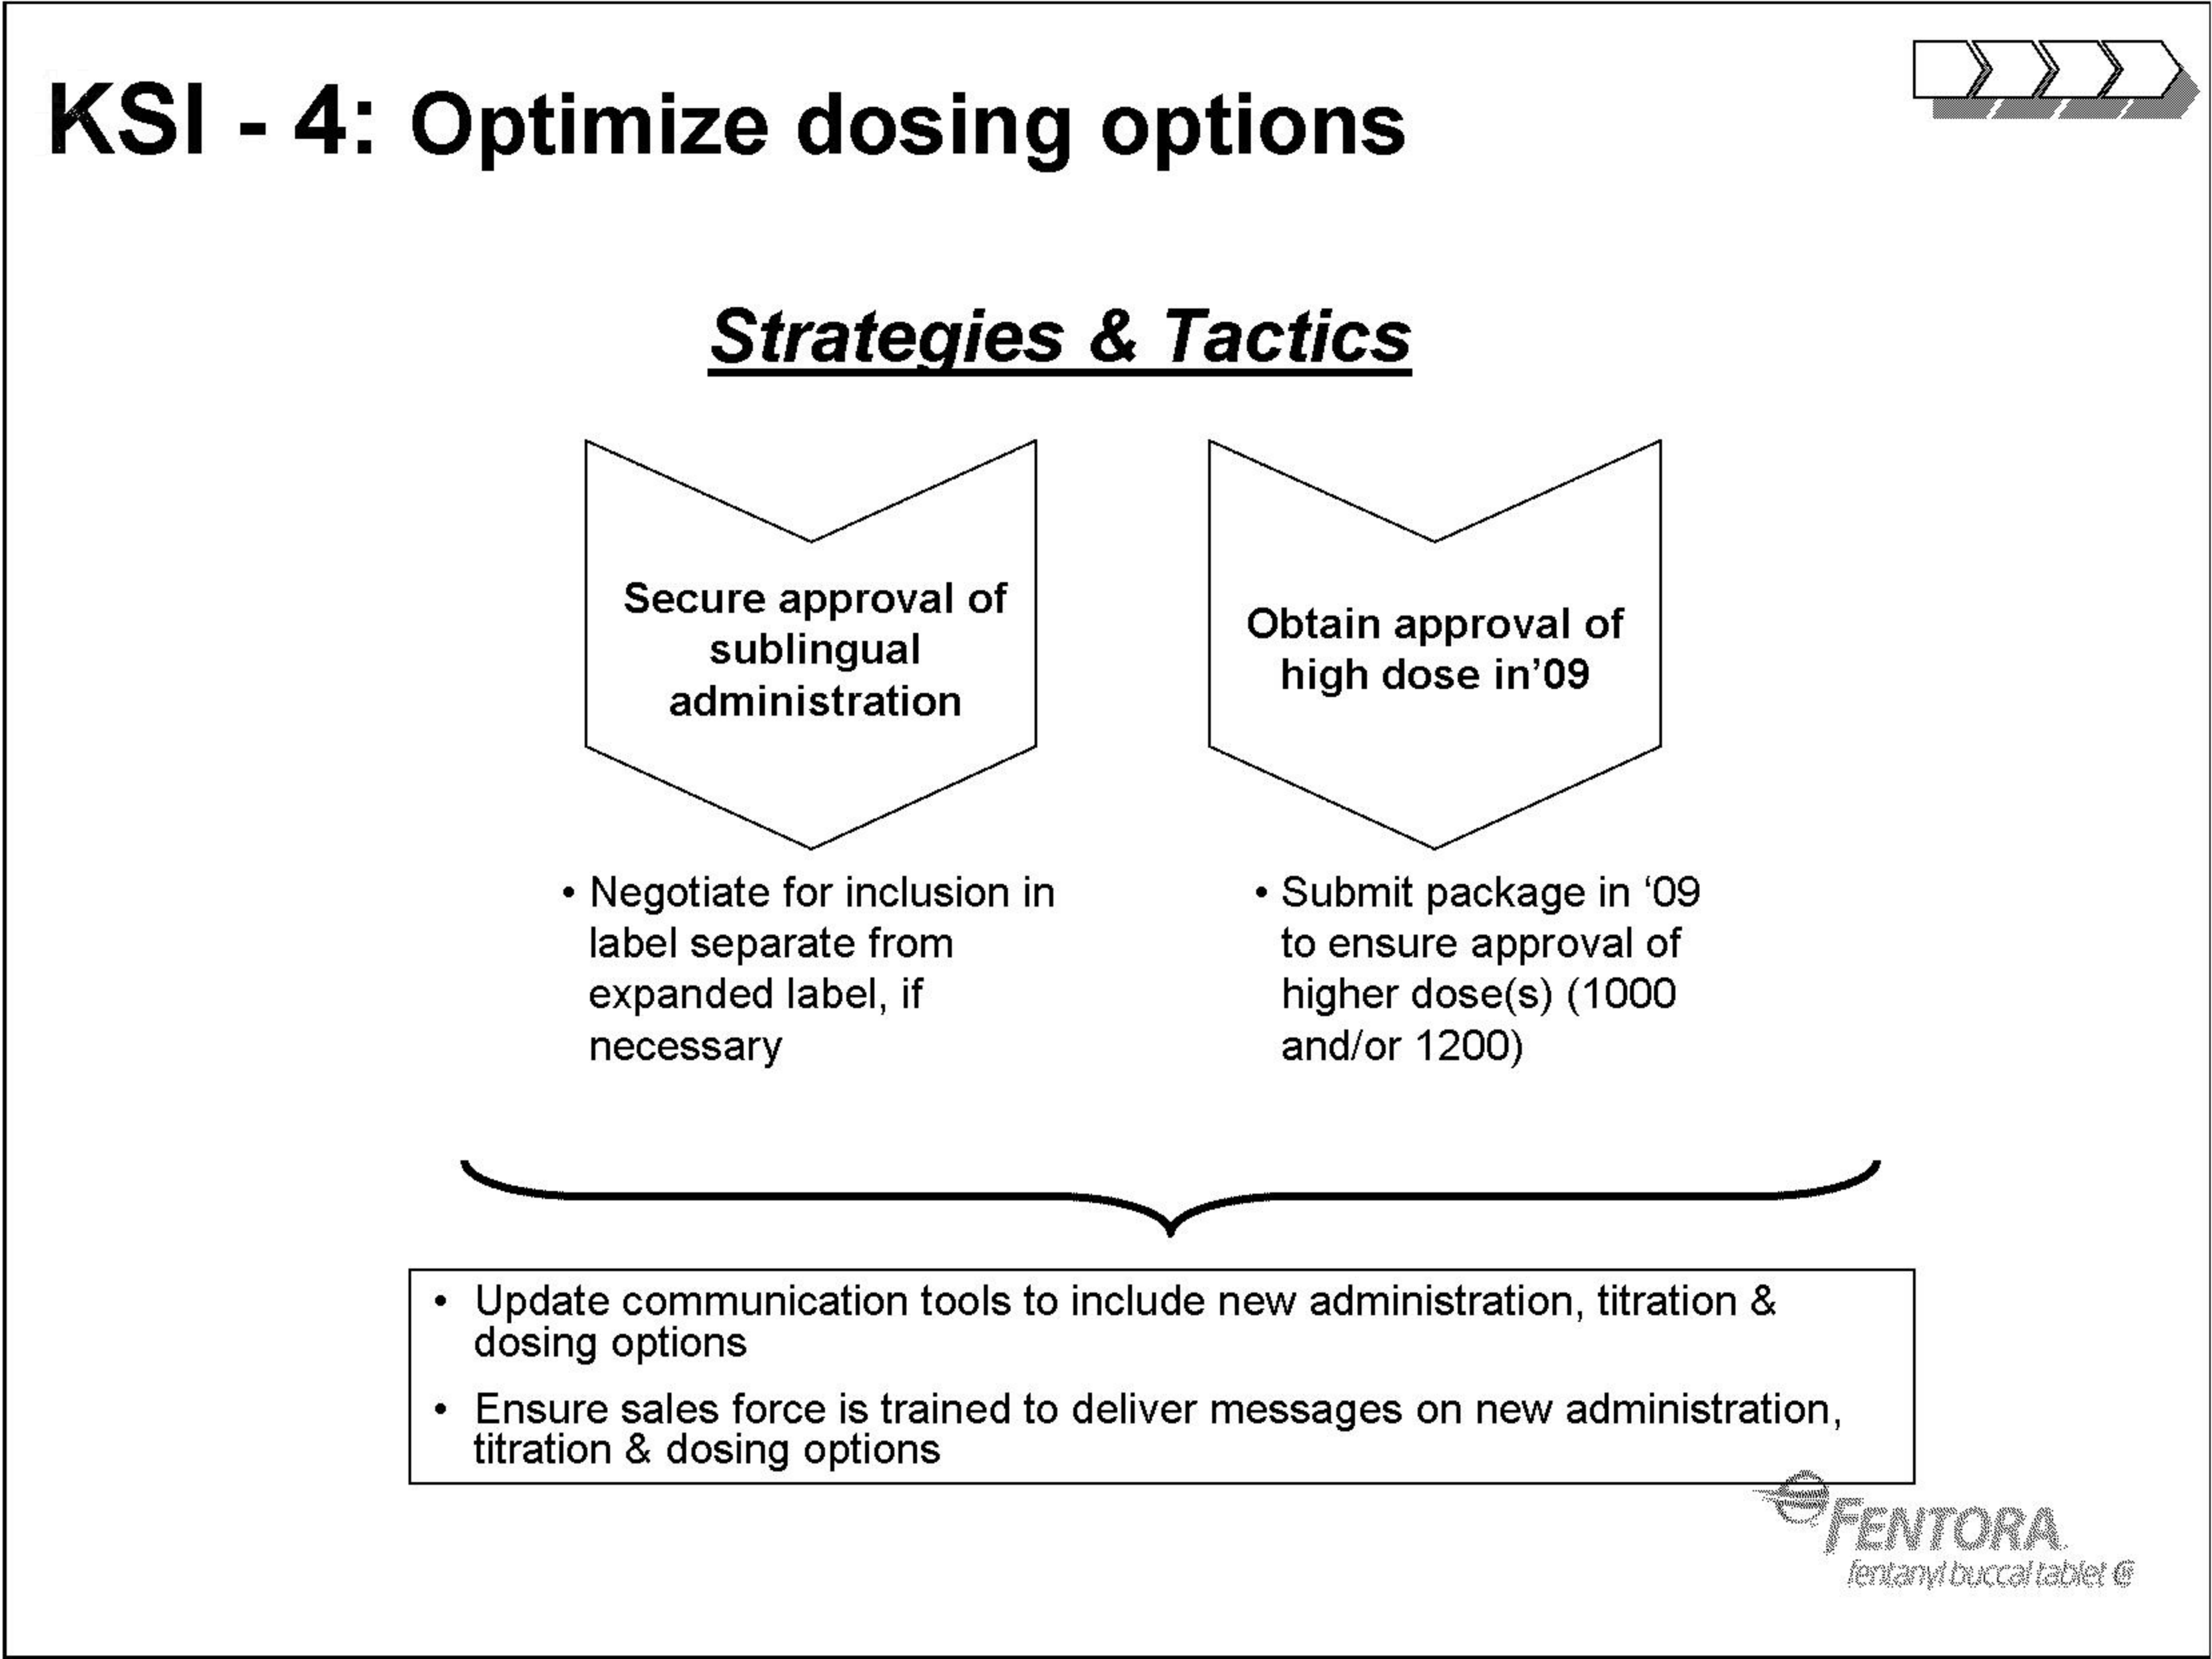 KSI - 4: Optimize dosing options
Strategies & Tactics
Secure approval of
sublingual
administration
Obtain approval of
high dose in’09
• Negotiate for inclusion in
label separate from
expanded label, if
necessary
• Submit package in ‘09
to ensure approval of
higher dose(s) (1000
and/or 1200)
• Update communication tools to include new administration, titration &
dosing options
• Ensure sales force is trained to deliver messages on new administration,
titration & dosing options
FENTORA
fentanyl buccal tablet CII